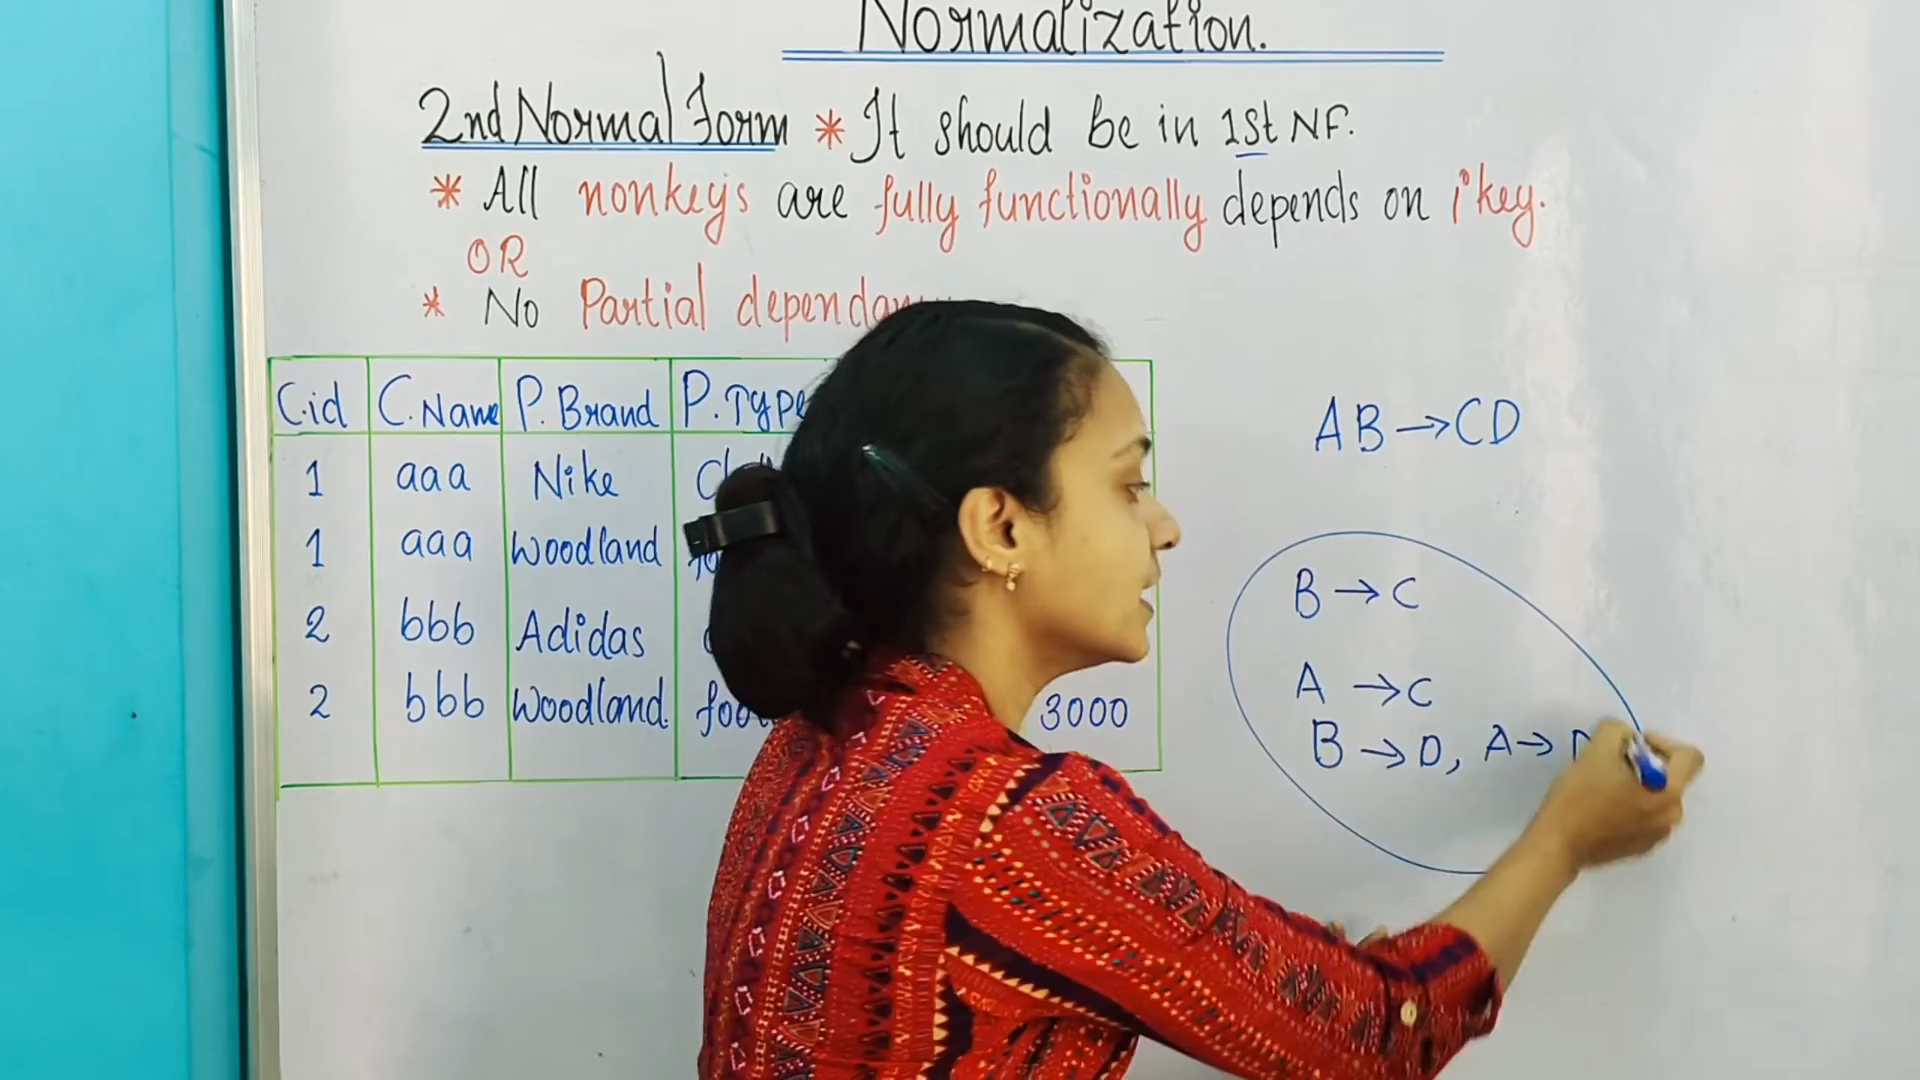 Normalization.
2nd Normal Form * It should be in 1st NF.
* All nonkeys are fully functionally depends on key.
OR
* No Partial
C.id C.Name P.Brand P.Type
1 aaa Nike
1 aaa Woodland
2 bbb Adidas
2 bbb Woodland 3000
AB→CD
B→C
A→C
B→D, A→